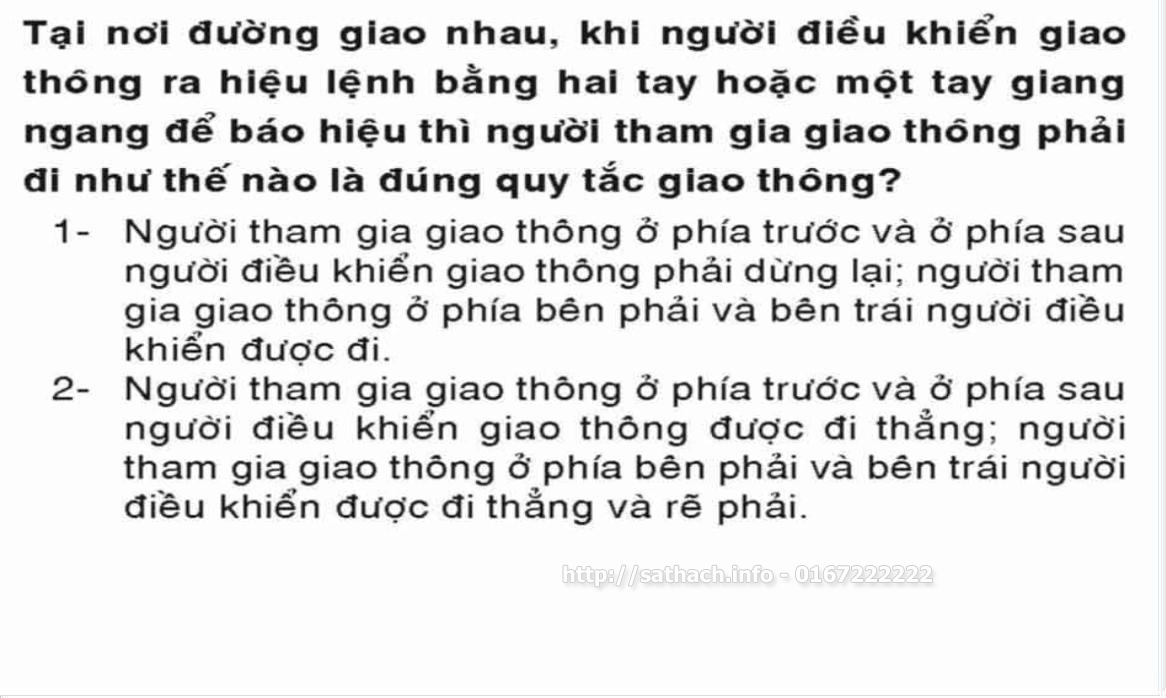 Tại nơi đường giao nhau, khi người điều khiển giao
thông ra hiệu lệnh bằng hai tay hoặc một tay giang
ngang để báo hiệu thì người tham gia giao thông phải
đi như thế nào là đúng quy tắc giao thông?
1- Người tham gia giao thông ở phía trước và ở phía sau
người điều khiển giao thông phải dừng lại; người tham
gia giao thông ở phía bên phải và bên trái người điều
khiển được đi.
2- Người tham gia giao thông ở phía trước và ở phía sau
người điều khiển giao thông được đi thẳng; người
tham gia giao thông ở phía bên phải và bên trái người
điều khiển được đi thẳng và rẽ phải.
http://sathach.info - 0167222222